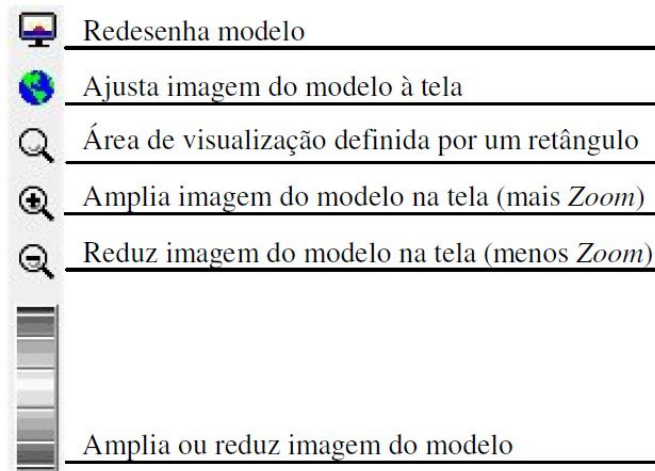 Redesenha modelo
Ajusta imagem do modelo à tela
Área de visualização definida por um retângulo
Amplia imagem do modelo na tela (mais Zoom)
Reduz imagem do modelo na tela (menos Zoom)
Amplia ou reduz imagem do modelo